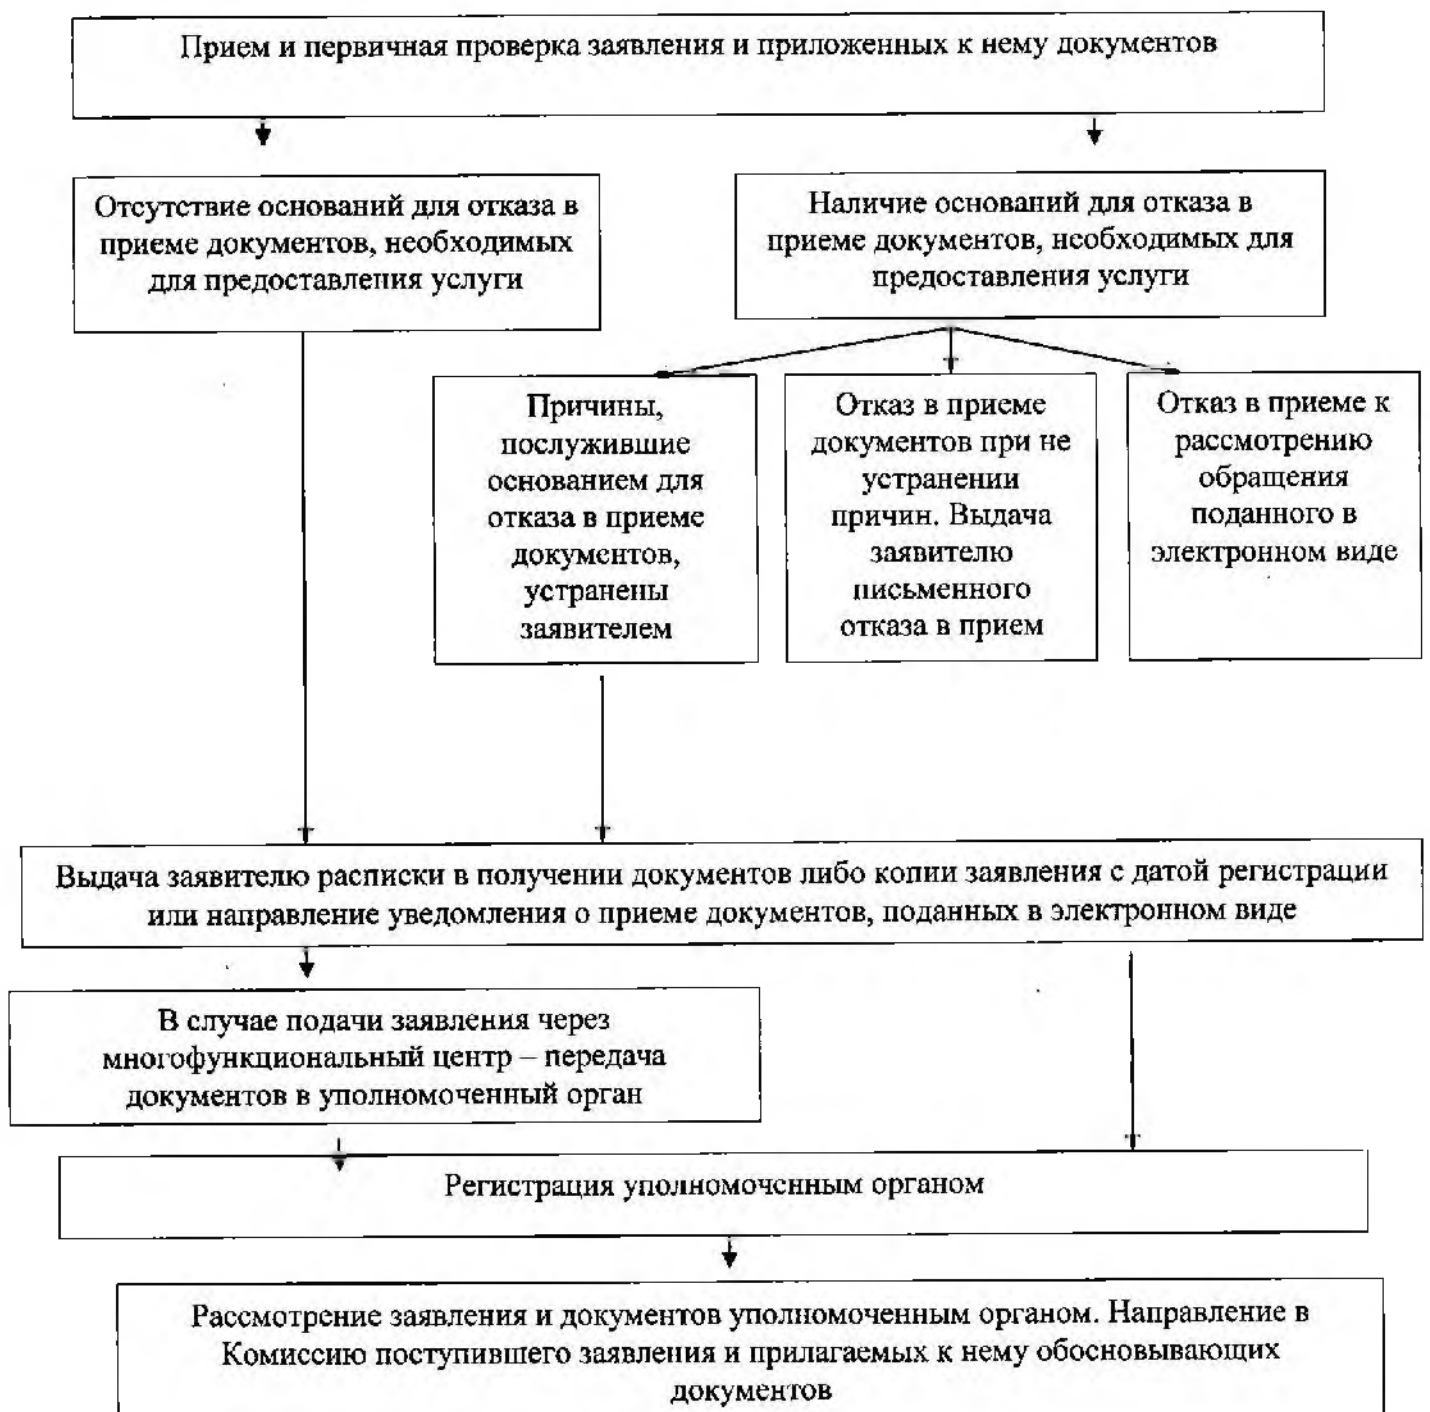 Прием и первичная проверка заявления и приложенных к нему документов
Отсутствие оснований для отказа в
приеме документов, необходимых
для предоставления услуги
Наличие оснований для отказа в
приеме документов, необходимых для
предоставления услуги
Причины,
послужившие
основанием для
отказа в приеме
документов,
устранены
заявителем
Отказ в приеме
документов при не
устранении
причин. Выдача
заявителю
письменного
отказа в прием
Отказ в приеме к
рассмотрению
обращения
поданного в
электронном виде
Выдача заявителю расписки в получении документов либо копии заявления с датой регистрации
или направление уведомления о приеме документов, поданных в электронном виде
В случае подачи заявления через
многофункциональный центр – передача
документов в уполномоченный орган
Регистрация уполномоченным органом
Рассмотрение заявления и документов уполномоченным органом. Направление в
Комиссию поступившего заявления и прилагаемых к нему обосновывающих
документов